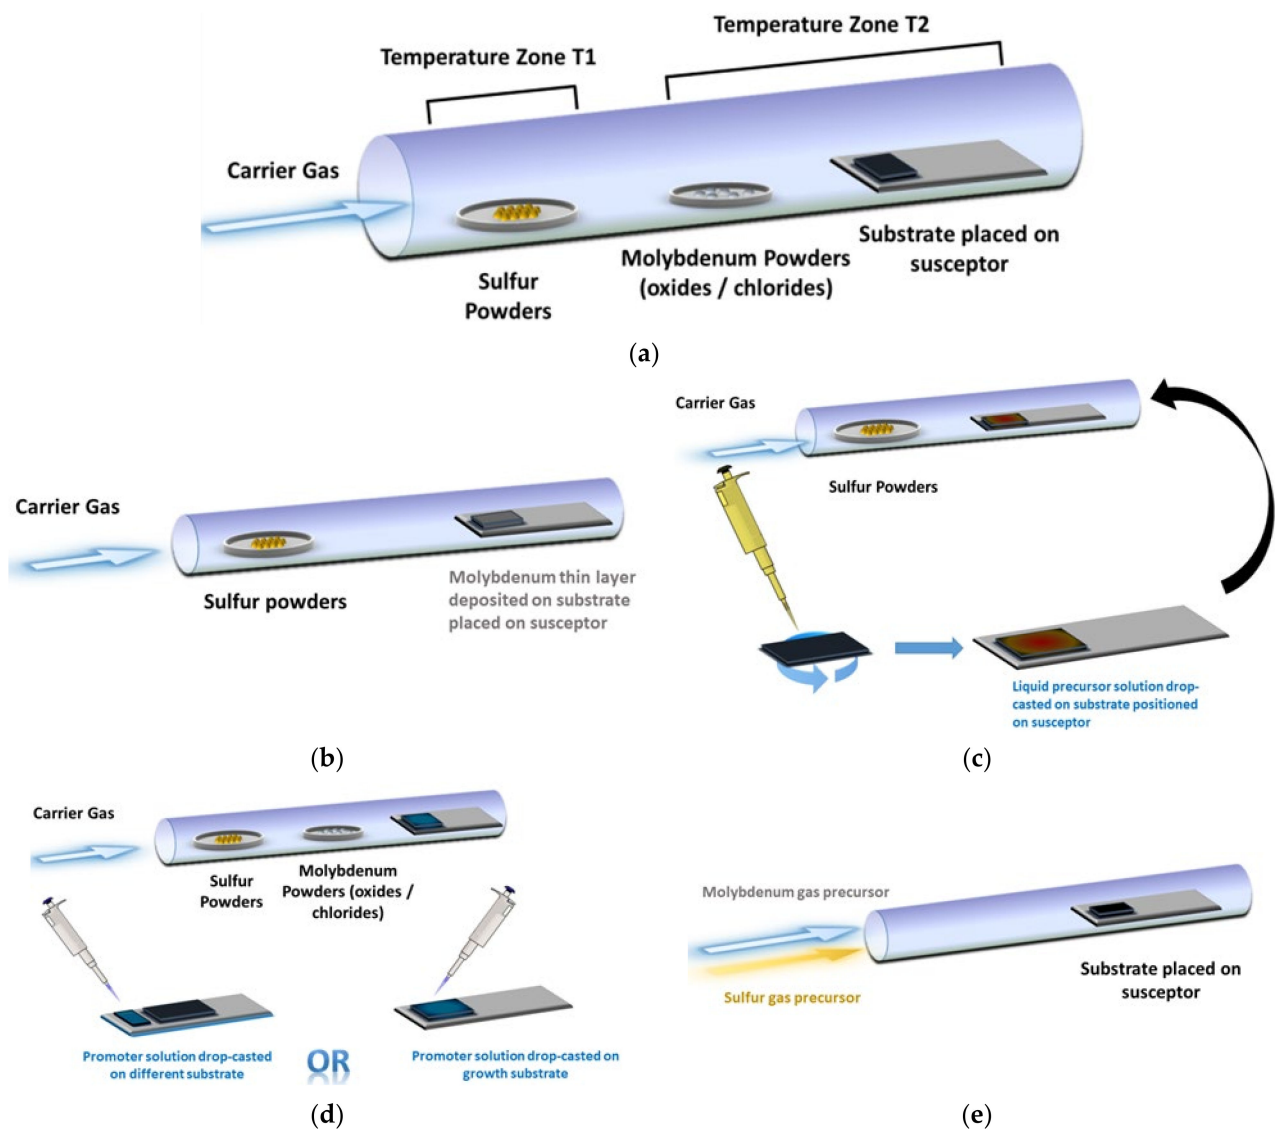 Temperature Zone T2
Temperature Zone T1
Carrier Gas
Substrate placed on
susceptor
Molybdenum Powders
(oxides / chlorides)
Sulfur
Powders
(a)
Carrier Gas
Sulfur powders
Molybdenum thin layer
deposited on substrate
placed on susceptor
(b)
Carrier Gas
Sulfur Powders
Liquid precursor solution drop-
casted on substrate positioned
on susceptor
(c)
Carrier Gas
Sulfur
Powders
Molybdenum
Powders (oxides /
chlorides)
Promoter solution drop-casted
on different substrate
OR
Promoter solution drop-casted on
growth substrate
(d)
Molybdenum gas precursor
Sulfur gas precursor
Substrate placed on
susceptor
(e)